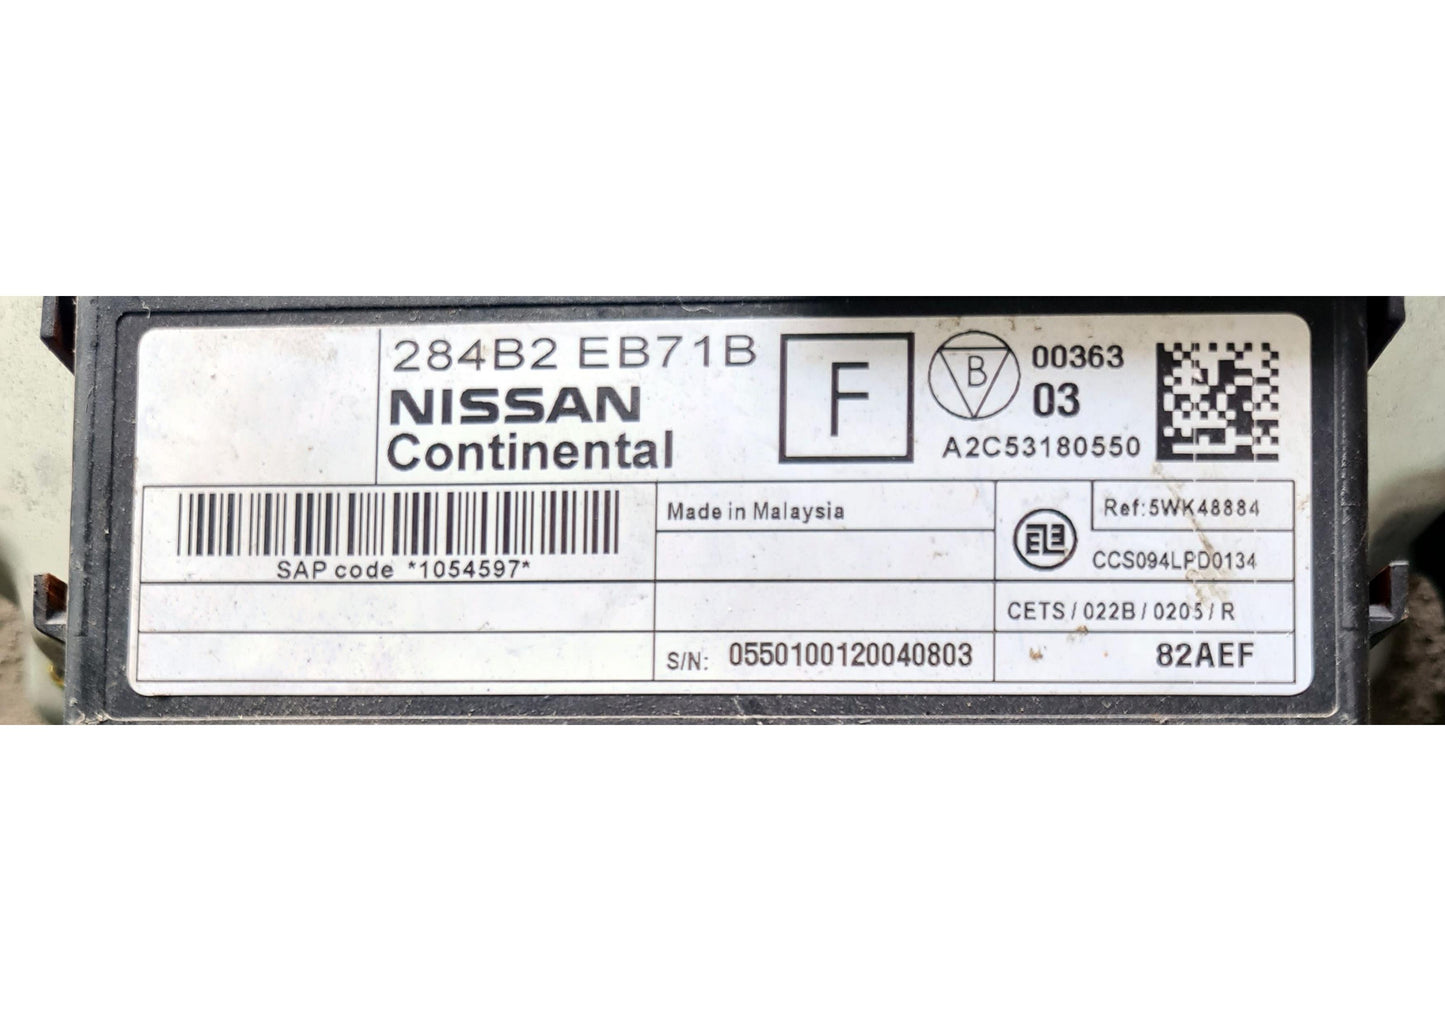 284B2 EB71B
NISSAN
Continental
F
B
00363
03
A2C53180550
SAP code *1054597*
Made in Malaysia
Ref:5WK48884
CCS094LPD0134
CETS/022B/0205/R
S/N: 0550100120040803
82AEF